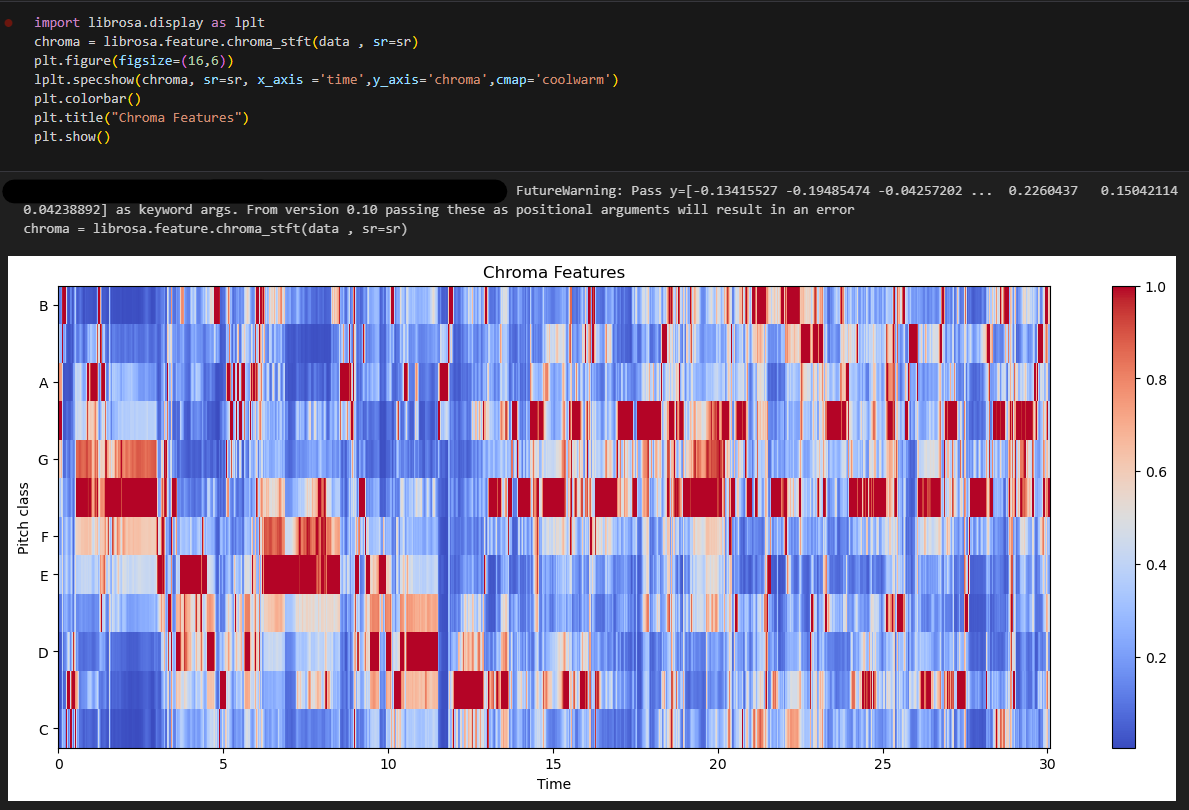 import librosa.display as lplt
chroma = librosa.feature.chroma_stft(data , sr=sr)
plt.figure(figsize=(16,6))
lplt.specshow(chroma, sr=sr, x_axis ='time',y_axis='chroma',cmap='coolwarm')
plt.colorbar()
plt.title("Chroma Features")
plt.show()
FutureWarning: Pass y=[-0.13415527 -0.19485474 -0.04257202 ...  0.2260437   0.15042114
0.04238892] as keyword args. From version 0.10 passing these as positional arguments will result in an error
chroma = librosa.feature.chroma_stft(data , sr=sr)
Chroma Features
B
A
G
F
E
D
C
Pitch class
0 5 10 15 20 25 30
Time
1.0
0.8
0.6
0.4
0.2